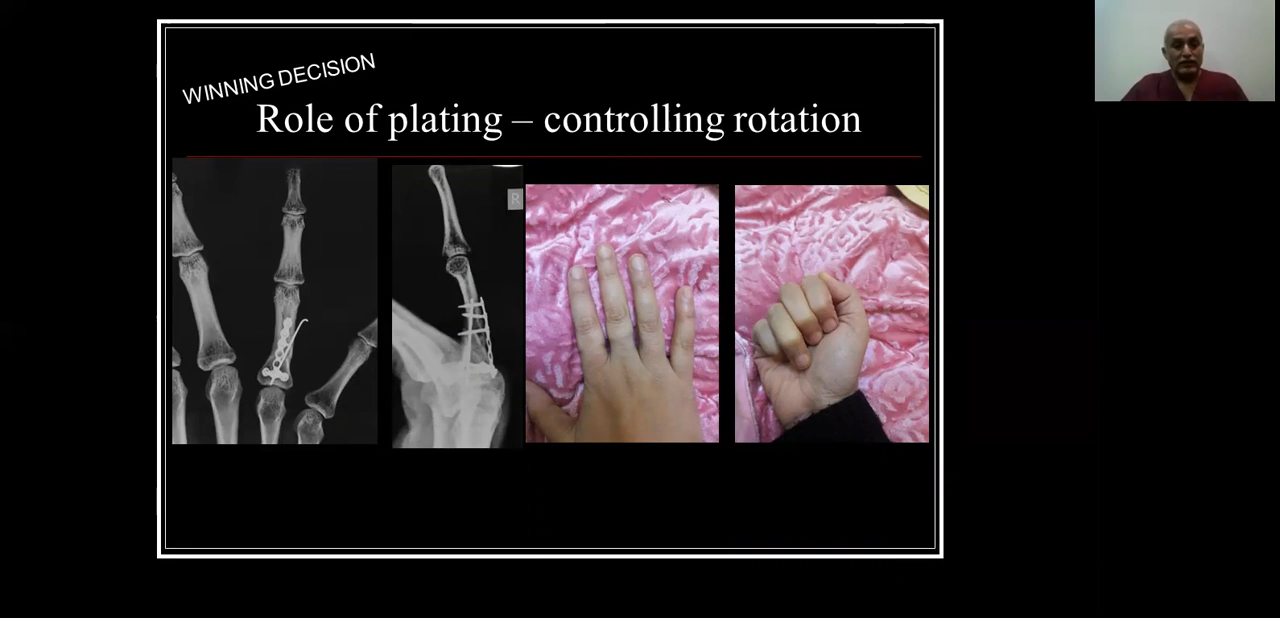 WINNING DECISION
Role of plating – controlling rotation
R